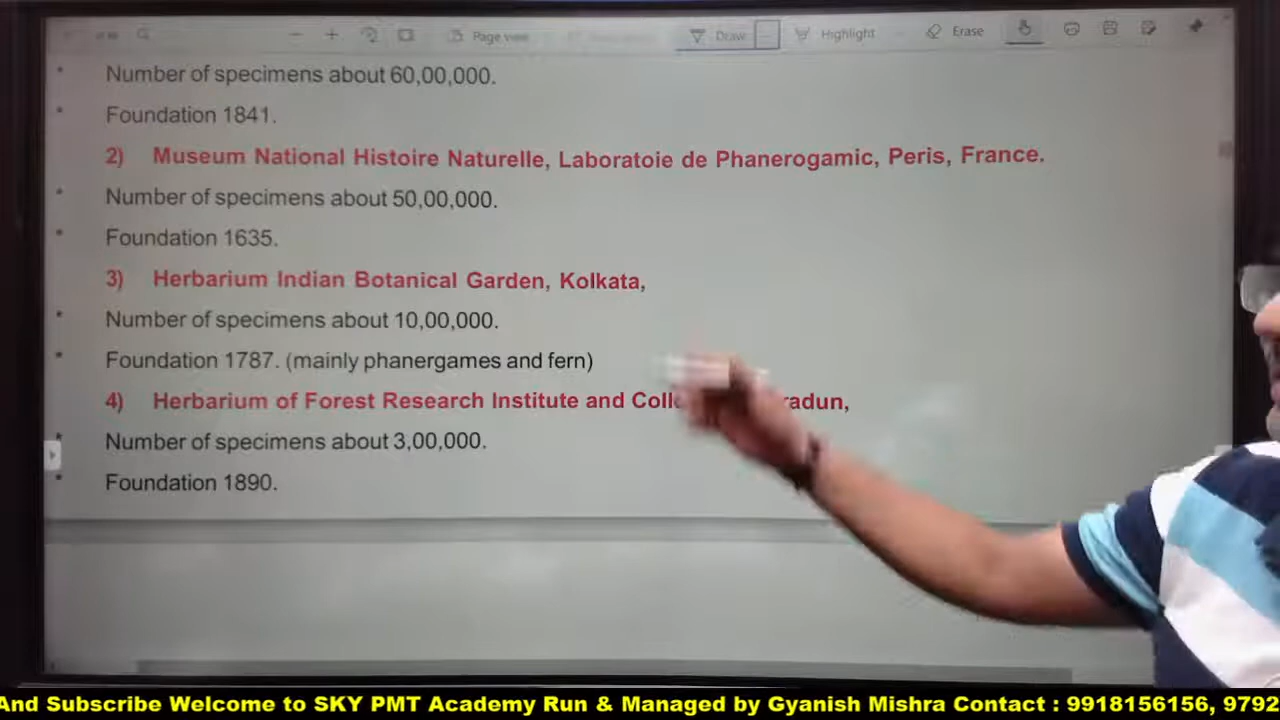 Page view
Draw
Highlight
Erase
Number of specimens about 60,00,000.
Foundation 1841.
2) Museum National Histoire Naturelle, Laboratoie de Phanerogamic, Peris, France.
Number of specimens about 50,00,000.
Foundation 1635.
3) Herbarium Indian Botanical Garden, Kolkata,
Number of specimens about 10,00,000.
Foundation 1787. (mainly phanergames and fern)
4) Herbarium of Forest Research Institute and
Number of specimens about 3,00,000.
Foundation 1890.
And Subscribe Welcome to SKY PMT Academy Run & Managed by Gyanish Mishra Contact : 9918156156, 9792